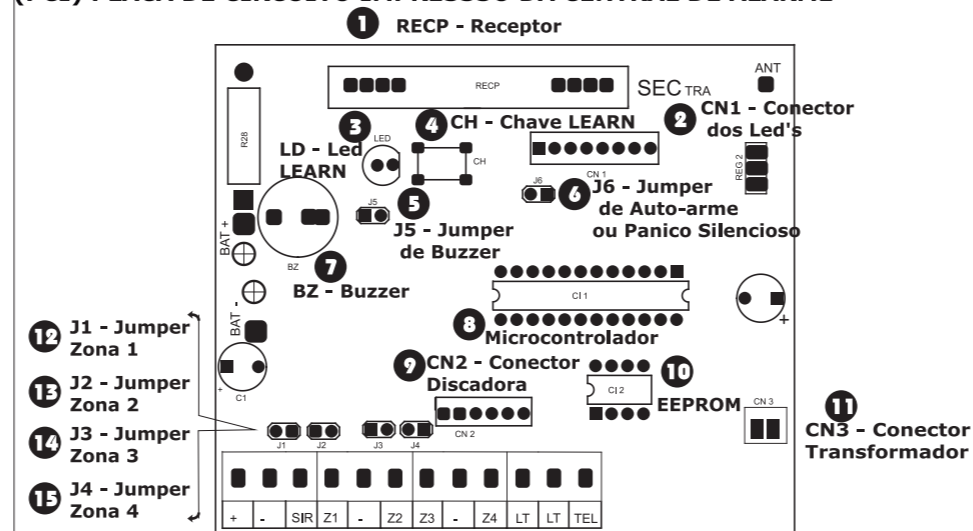 (PCI) PLACA DE CIRCUITO IMPRESSO DA CENTRAL DE ALARME
1 RECP - Receptor
RECP
SEC TRA
ANT
2 CN1 - Conector
dos Led's
3 LD - Led
LEARN
LED
4 CH - Chave LEARN
CH
CN 1
REG 2
R28
5 J5 - Jumper
de Buzzer
J5
J6
6 J6 - Jumper
de Auto-arme
ou Panico Silencioso
BAT +
BZ
7 BZ - Buzzer
BAT -
CI 1
+
8 Microcontrolador
9 CN2 - Conector
Discadora
CN 2
CI 2
10 EEPROM
CN 3
11 CN3 - Conector
Transformador
+
C1
12 J1 - Jumper
Zona 1
13 J2 - Jumper
Zona 2
14 J3 - Jumper
Zona 3
15 J4 - Jumper
Zona 4
J1 J2 J3 J4
+ - SIR Z1 - Z2 Z3 - Z4 LT LT TEL